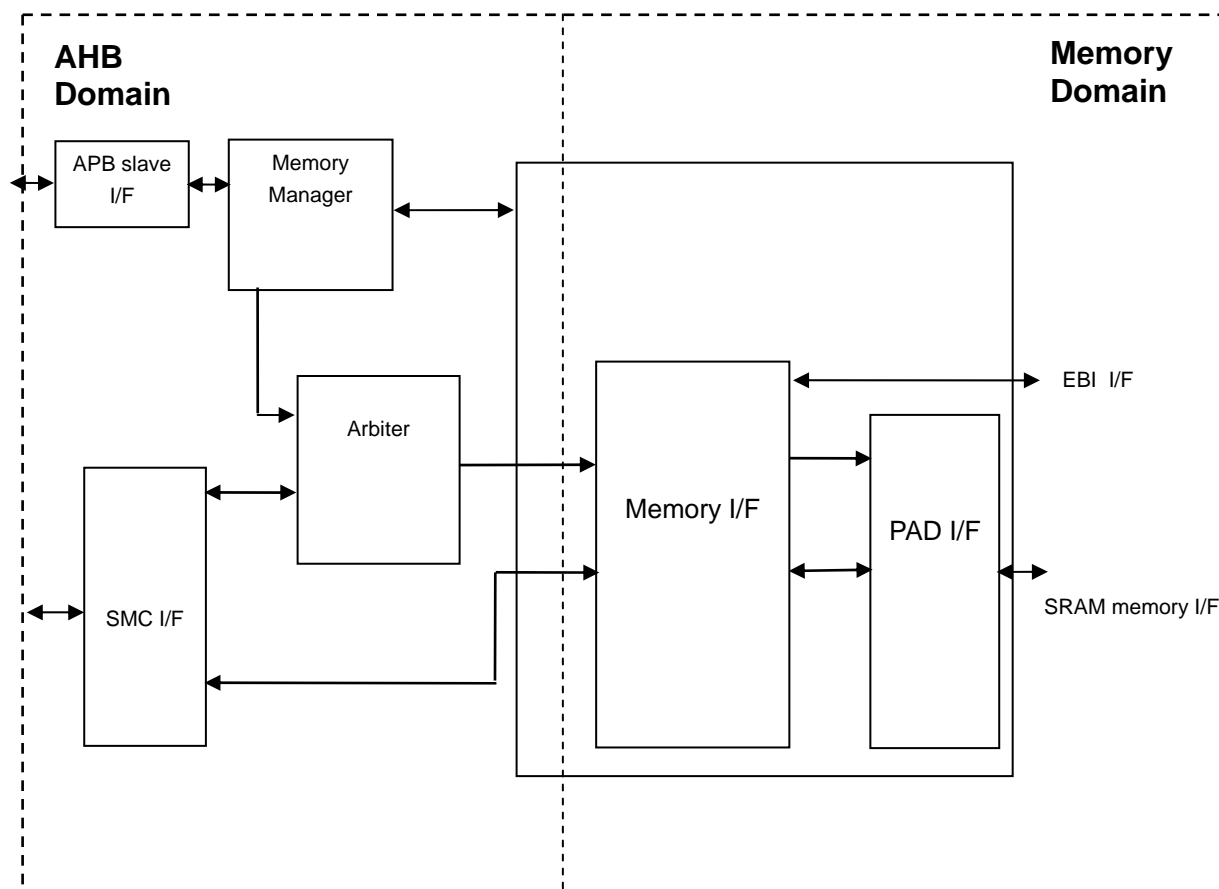 AHB
Domain
Memory
Domain
APB slave
I/F
Memory
Manager
EBI  I/F
Arbiter
Memory I/F
PAD I/F
SMC I/F
SRAM memory I/F